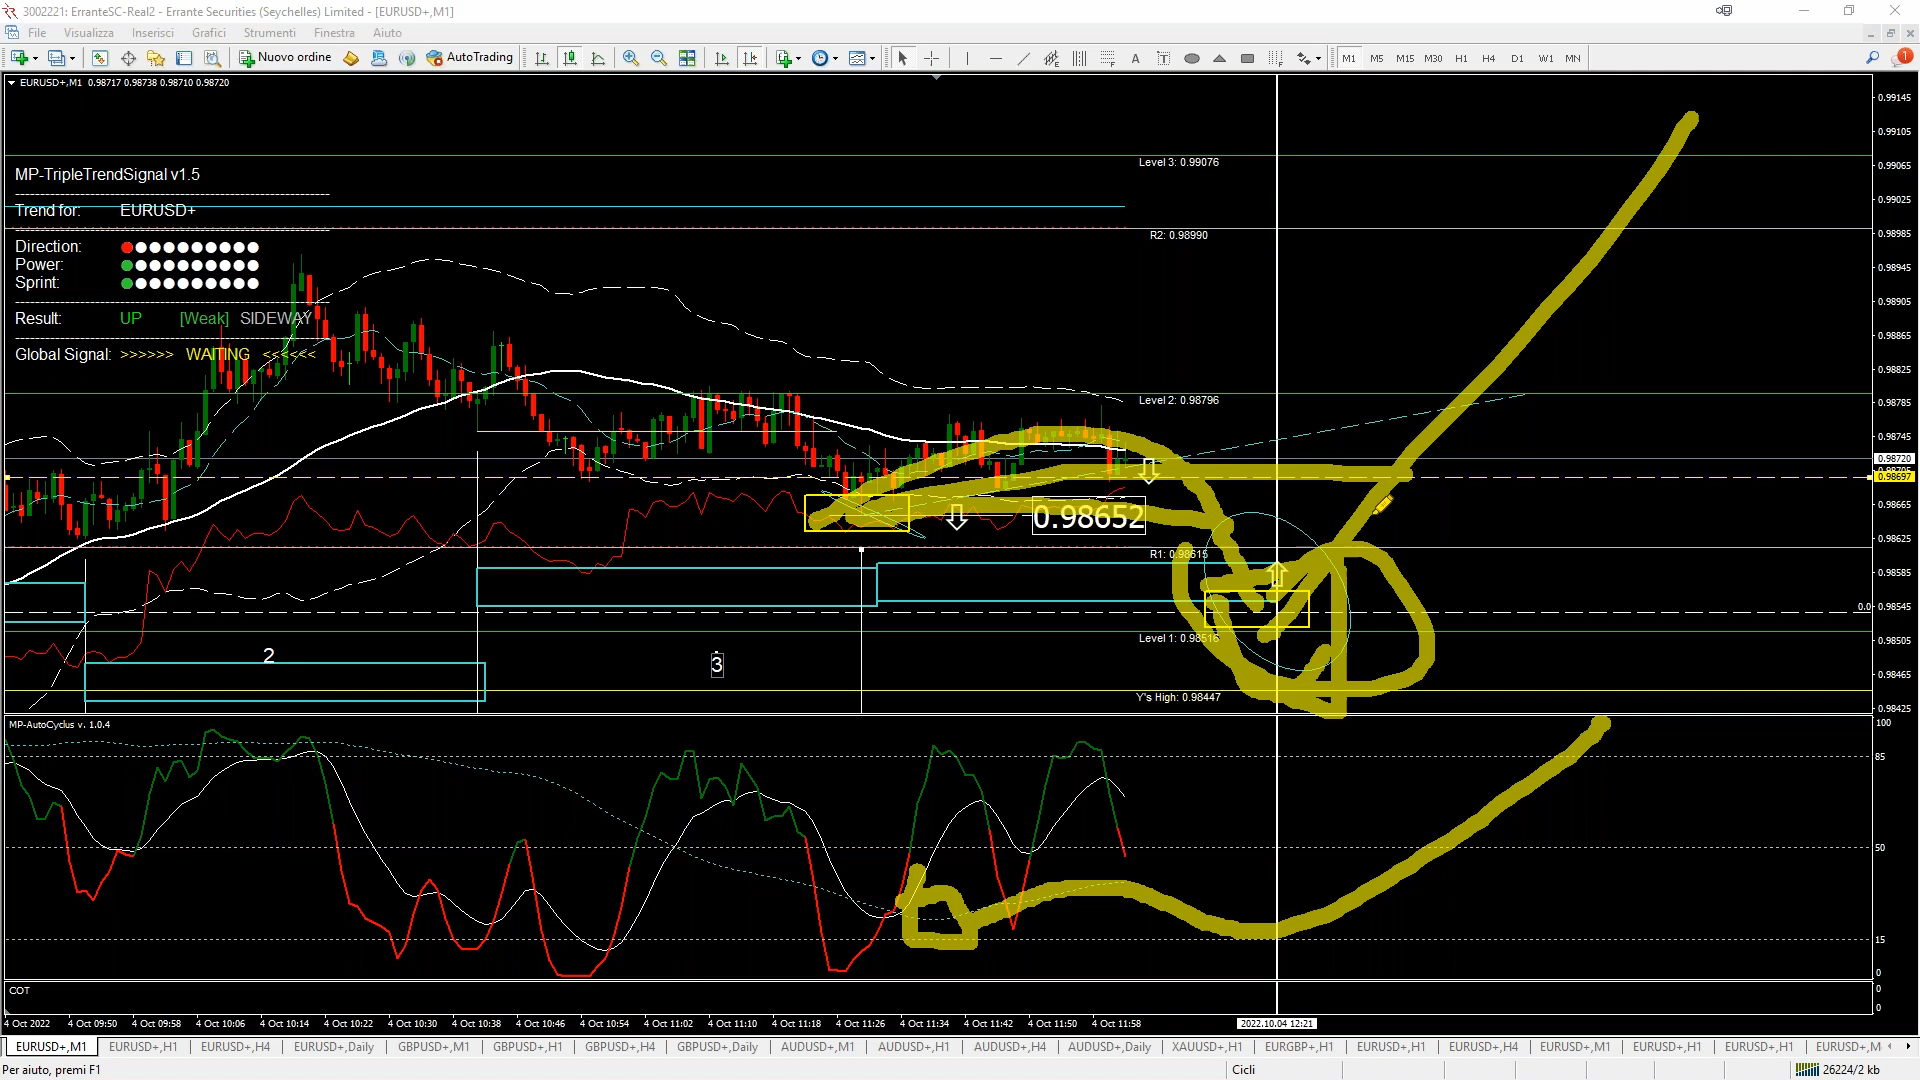 3002221: ErranteSC-Real2 - Errante Securities (Seychelles) Limited - [EURUSD+,M1]
File Visualizza Inserisci Grafici Strumenti Finestra Aiuto
Nuovo ordine AutoTrading A T M1 M5 M15 M30 H1 H4 D1 W1 MN 1
EURUSD+,M1 0.98717 0.98738 0.98710 0.98720
0.99145
0.99105
Level 3: 0.99076
0.99065
MP-TripleTrendSignal v1.5
0.99025
Trend for: EURUSD+
R2: 0.98990
0.98985
Direction:
Power:
0.98945
Sprint:
0.98905
Result: UP [Weak] SIDEWAY
Global Signal: >>>>>> WAITING <<<<<<
0.98865
0.98825
Level 2: 0.98796
0.98785
0.98745
0.98720
0.98697
0.98665
0.98652
0.98625
R1: 0.98615
0.98585
0.0
0.98545
Level 1: 0.98516
0.98505
2
3
0.98465
Y's High: 0.98447
0.98425
MP-AutoCyclus v. 1.0.4
100
85
50
15
0
COT
0
0
4 Oct 2022 4 Oct 09:50 4 Oct 09:58 4 Oct 10:06 4 Oct 10:14 4 Oct 10:22 4 Oct 10:30 4 Oct 10:38 4 Oct 10:46 4 Oct 10:54 4 Oct 11:02 4 Oct 11:10 4 Oct 11:18 4 Oct 11:26 4 Oct 11:34 4 Oct 11:42 4 Oct 11:50 4 Oct 11:58 2022.10.04 12:21
EURUSD+,M1 EURUSD+,H1 EURUSD+,H4 EURUSD+,Daily GBPUSD+,M1 GBPUSD+,H1 GBPUSD+,H4 GBPUSD+,Daily AUDUSD+,M1 AUDUSD+,H1 AUDUSD+,H4 AUDUSD+,Daily XAUUSD+,H1 EURGBP+,H1 EURUSD+,H1 EURUSD+,H4 EURUSD+,M1 EURUSD+,H1 EURUSD+,H1 EURUSD+,M
Per aiuto, premi F1 Cicli 26224/2 kb